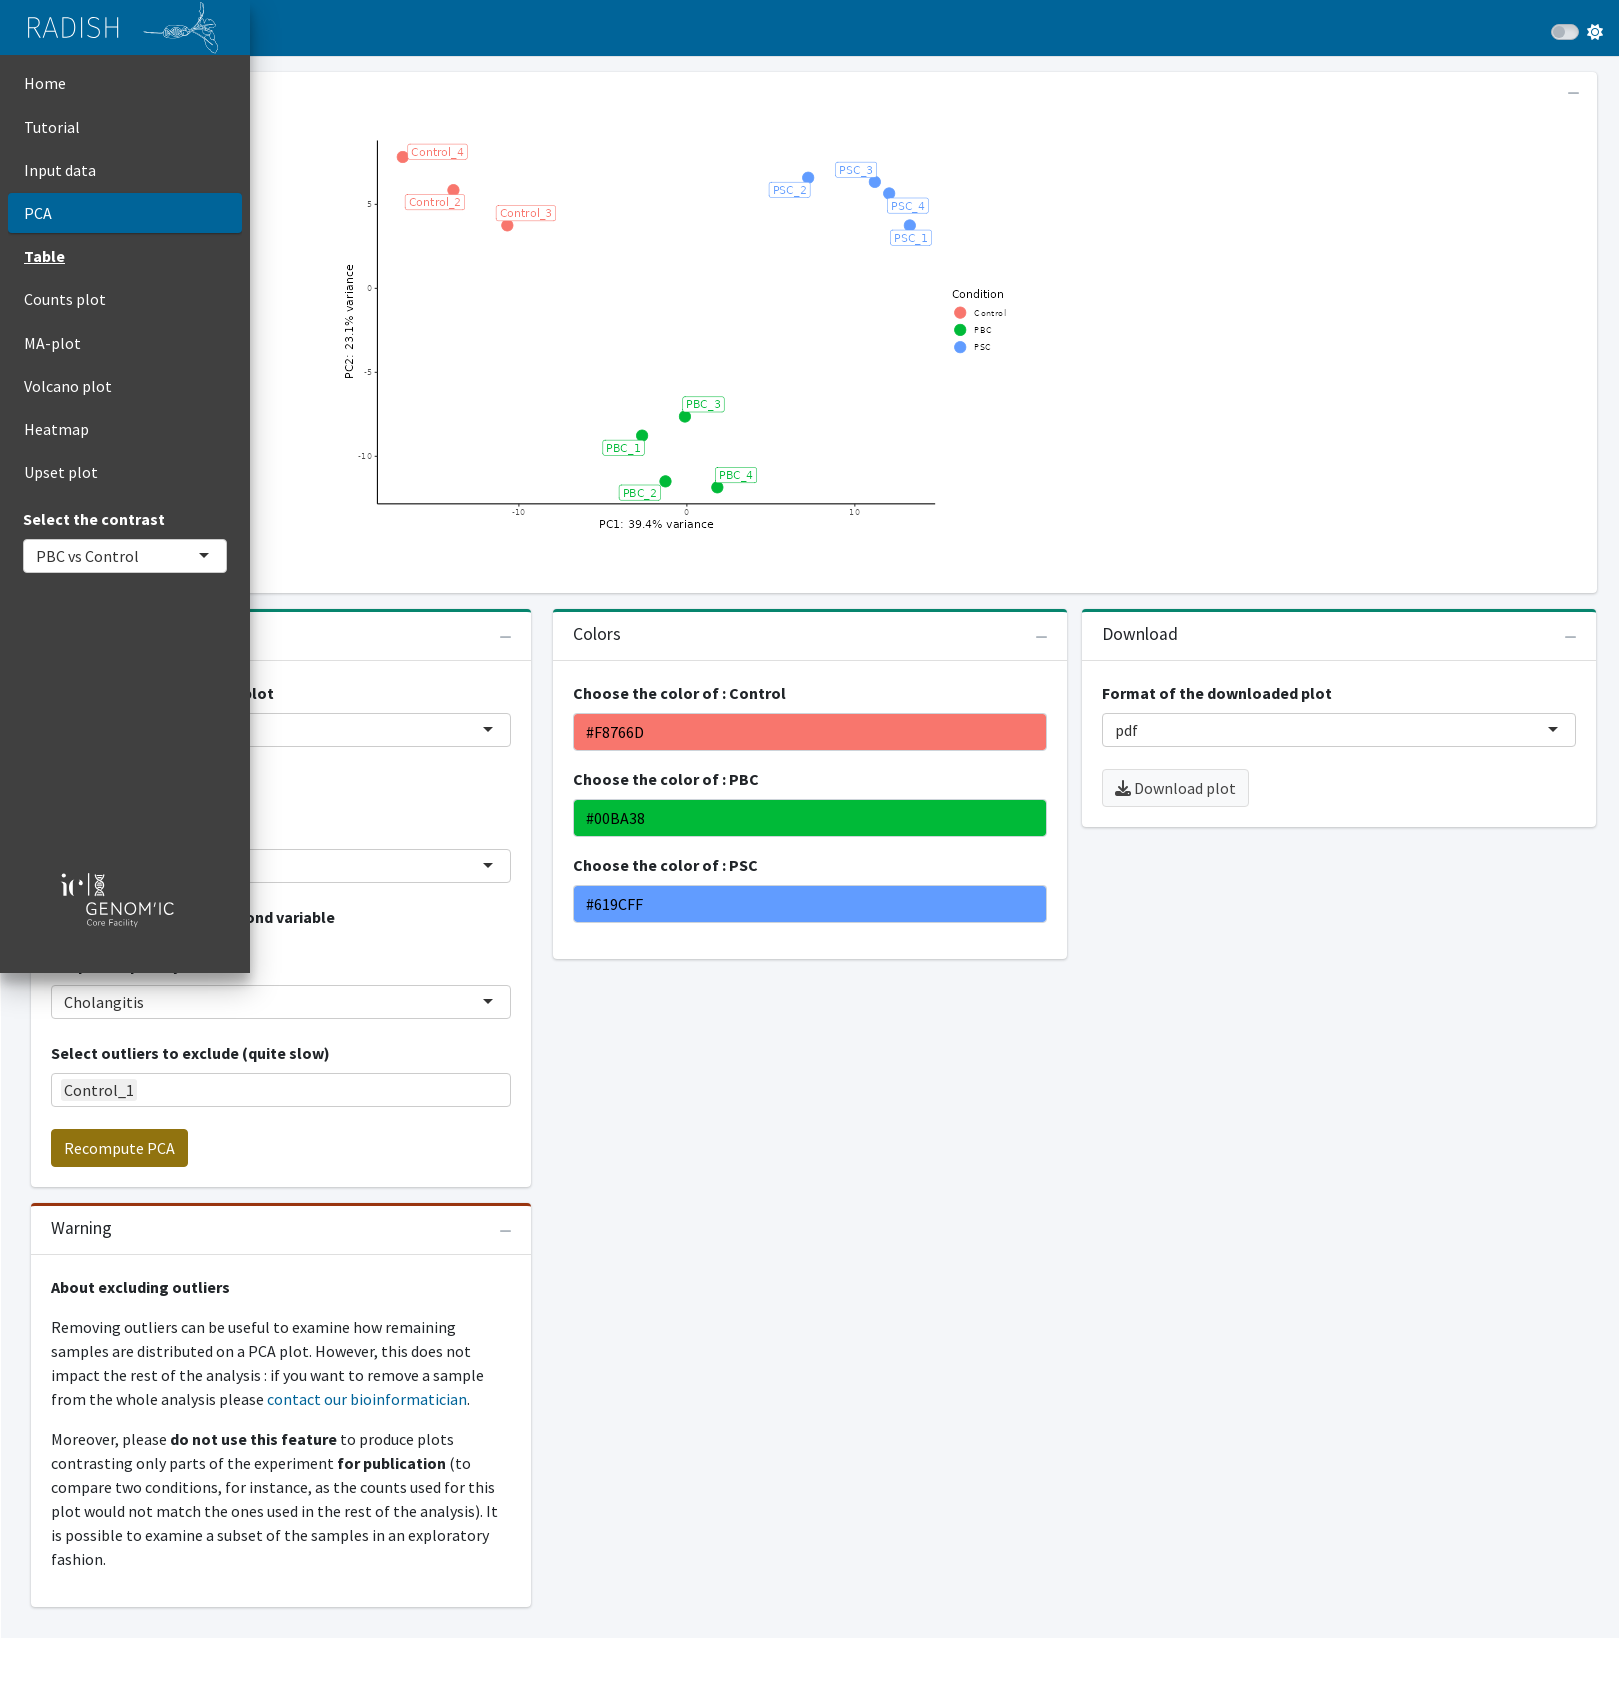 RADISH
Home
Tutorial
Input data
PCA
Table
Counts plot
MA-plot
Volcano plot
Heatmap
Upset plot
Select the contrast
PBC vs Control
ic
GENOM'IC
Core Facility
Control_4
Control_2
Control_3
PSC_3
PSC_2
PSC_4
PSC_1
PBC_3
PBC_1
PBC_4
PBC_2
5
0
-5
-10
PC2: 23.1% variance
-10
0
10
PC1: 39.4% variance
Condition
Control
PBC
PSC
variable
Cholangitis
Select outliers to exclude (quite slow)
Control_1
Recompute PCA
Warning
About excluding outliers
Removing outliers can be useful to examine how remaining
samples are distributed on a PCA plot. However, this does not
impact the rest of the analysis : if you want to remove a sample
from the whole analysis please contact our bioinformatician.
Moreover, please do not use this feature to produce plots
contrasting only parts of the experiment for publication (to
compare two conditions, for instance, as the counts used for this
plot would not match the ones used in the rest of the analysis). It
is possible to examine a subset of the samples in an exploratory
fashion.
Colors
Choose the color of : Control
#F8766D
Choose the color of : PBC
#00BA38
Choose the color of : PSC
#619CFF
Download
Format of the downloaded plot
pdf
Download plot